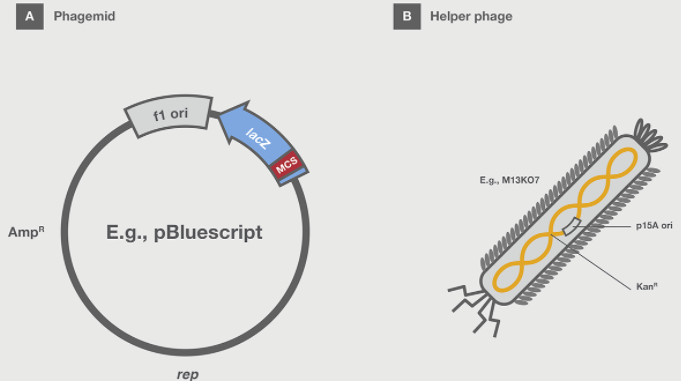 A Phagemid
B Helper phage
f1 ori
lacZ
MCS
Amp^R
E.g., pBluescript
rep
E.g., M13KO7
p15A ori
Kan^R